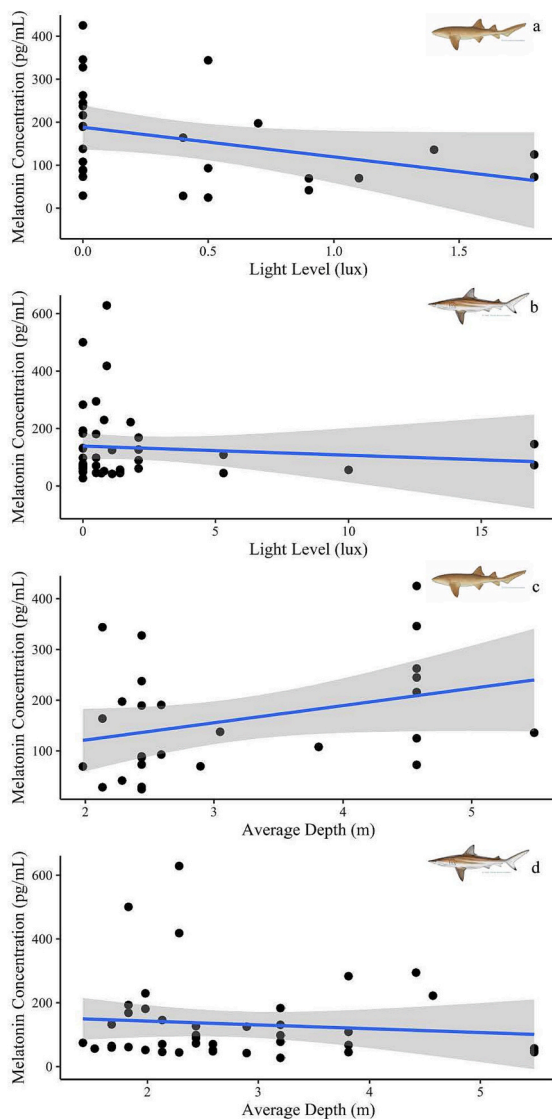 a
Melatonin Concentration (pg/mL)
400
300
200
100
0
0.0 0.5 1.0 1.5
Light Level (lux)
b
Melatonin Concentration (pg/mL)
600
400
200
0
0 5 10 15
Light Level (lux)
c
Melatonin Concentration (pg/mL)
400
300
200
100
2 3 4 5
Average Depth (m)
d
Melatonin Concentration (pg/mL)
600
400
200
0
2 3 4 5
Average Depth (m)